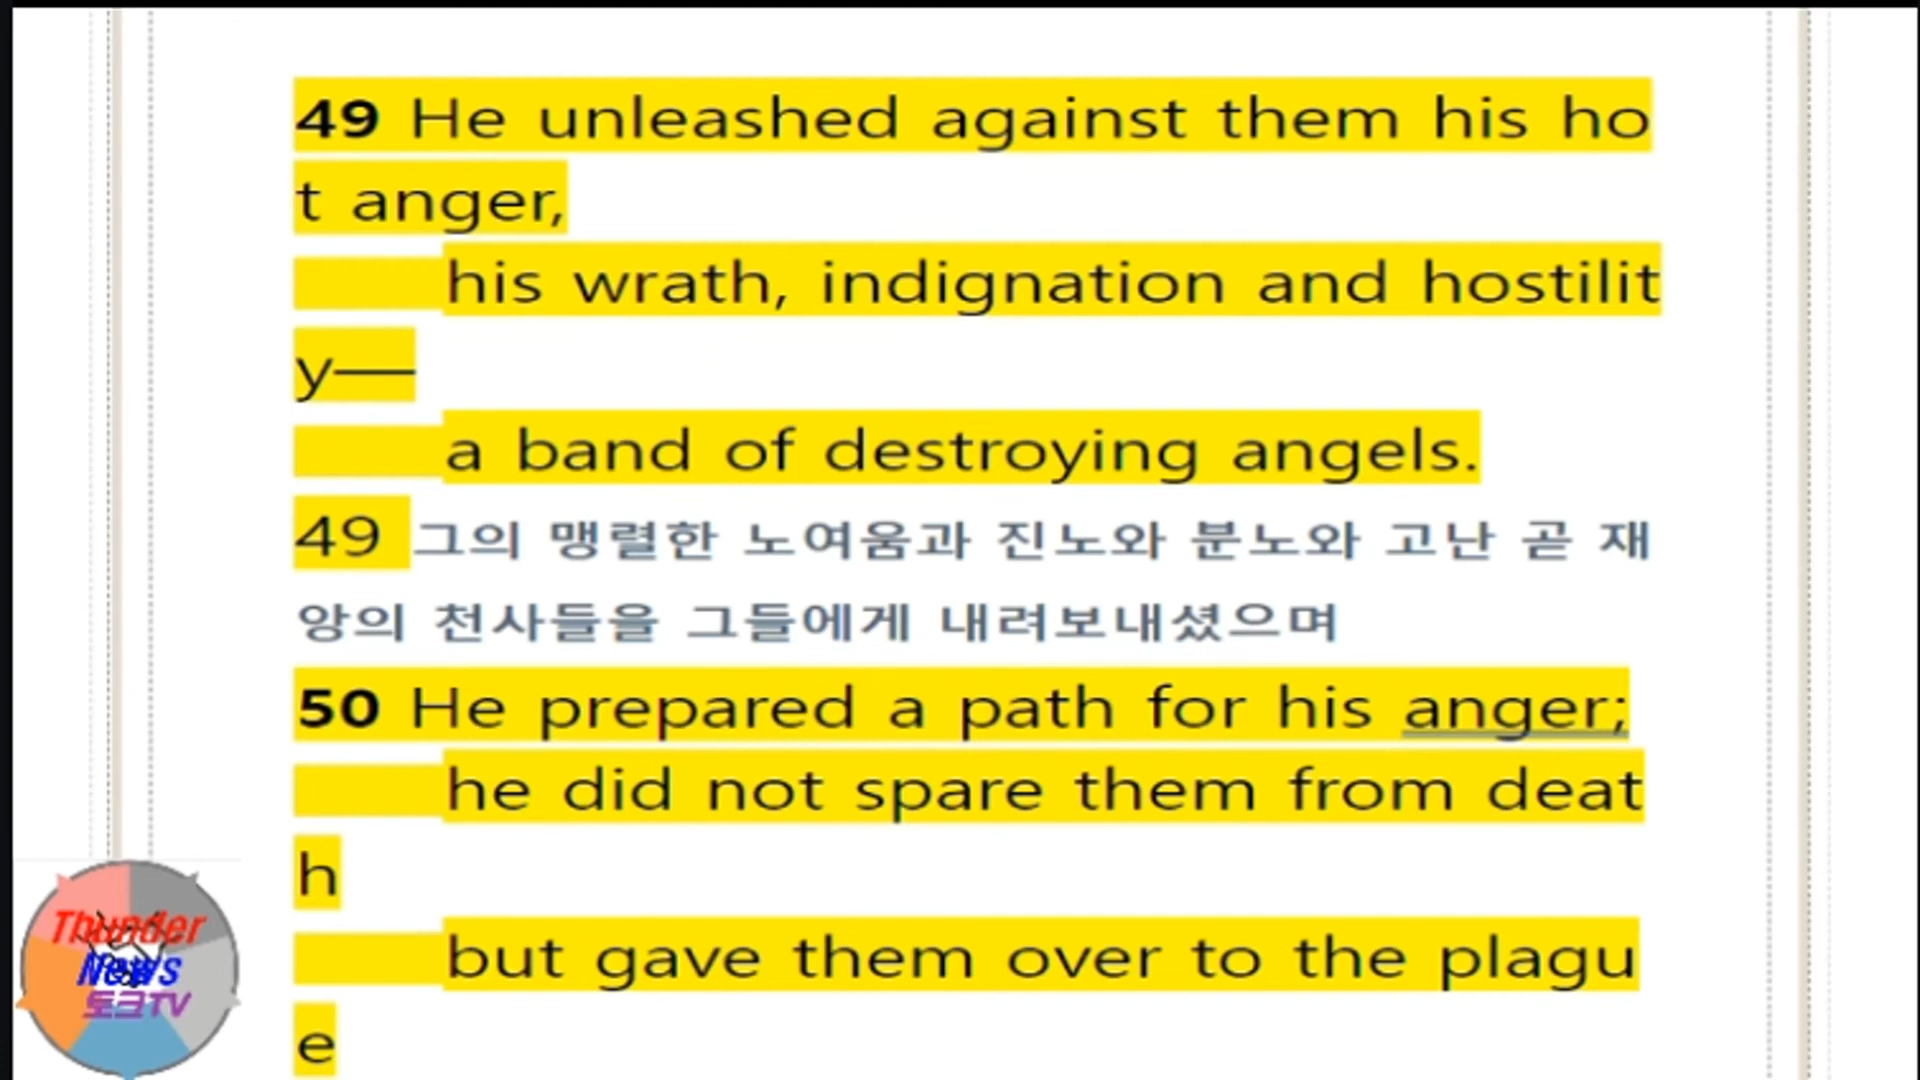 49 He unleashed against them his ho
t anger,
his wrath, indignation and hostilit
y—
a band of destroying angels.
49 그의 맹렬한 노여움과 진노와 분노와 고난 곧 재
앙의 천사들을 그들에게 내려보내셨으며
50 He prepared a path for his anger;
he did not spare them from deat
h
but gave them over to the plagu
e
Thunder
News
토크TV